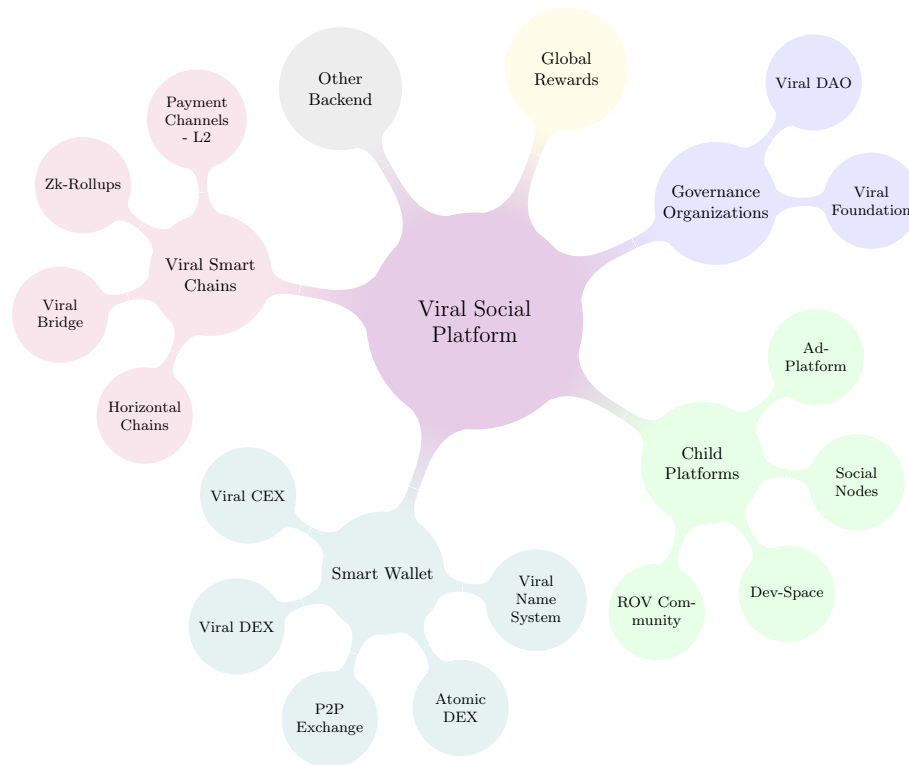 Global
Rewards
Other
Backend
Viral DAO
Payment
Channels
- L2
Zk-Rollups
Governance
Organizations
Viral
Foundation
Viral Smart
Chains
Viral
Bridge
Viral Social
Platform
Ad-
Platform
Horizontal
Chains
Child
Platforms
Social
Nodes
Viral CEX
Smart Wallet
Viral
Name
System
Dev-Space
ROV Com-
munity
Viral DEX
P2P
Exchange
Atomic
DEX